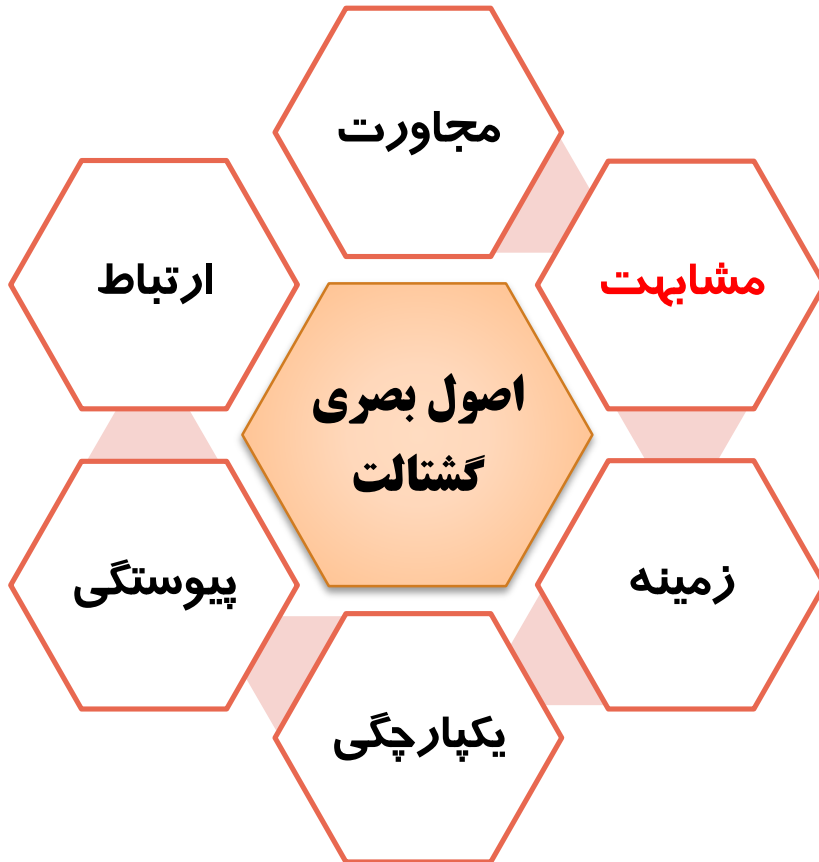 مجاورت
مشابهت
ارتباط
اصول بصری
گشتالت
زمینه
پیوستگی
یکپارچگی